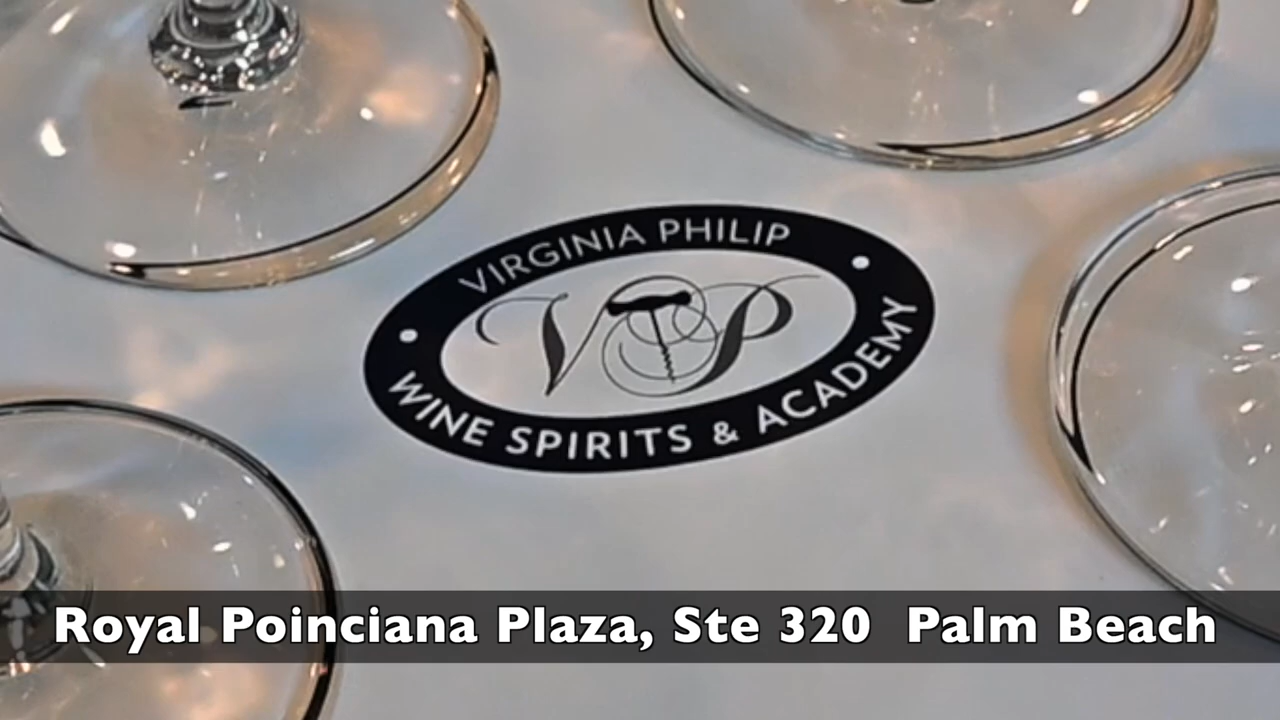 VIRGINIA PHILIP
VP
WINE SPIRITS & ACADEMY
Royal Poinciana Plaza, Ste 320  Palm Beach